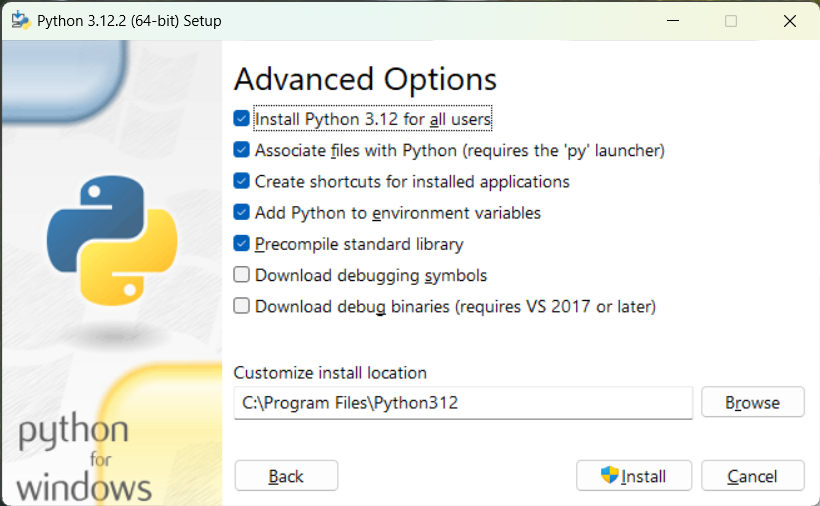 Python 3.12.2 (64-bit) Setup
Advanced Options
Install Python 3.12 for all users
Associate files with Python (requires the 'py' launcher)
Create shortcuts for installed applications
Add Python to environment variables
Precompile standard library
Download debugging symbols
Download debug binaries (requires VS 2017 or later)
Customize install location
C:\Program Files\Python312
Browse
python
for
windows
Back
Install
Cancel